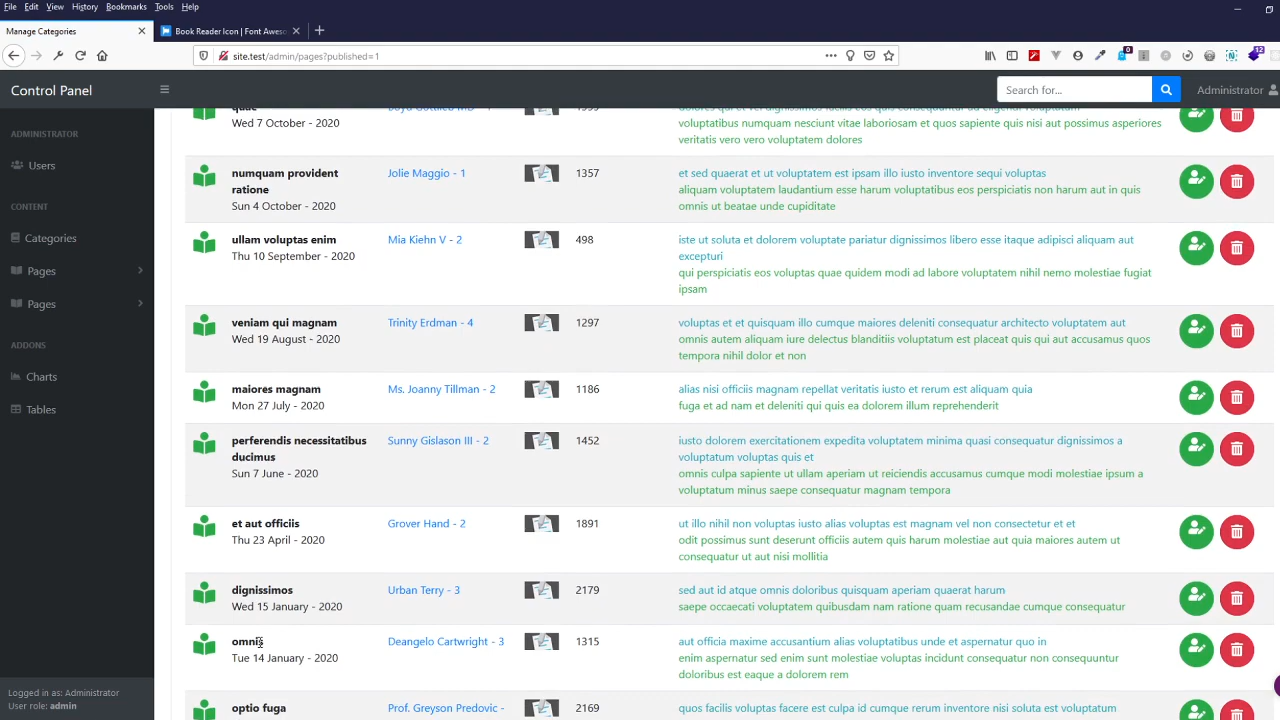 File Edit View History Bookmarks Tools Help
Manage Categories
Book Reader Icon | Font Aweso
site.test/admin/pages?published=1
0
12
Control Panel
Search for...
Administrator
ADMINISTRATOR
Users
CONTENT
Categories
Pages
Pages
ADDONS
Charts
Tables
Logged in as: Administrator
User role: admin
Wed 7 October - 2020
voluptatibus numquam nesciunt vitae laboriosam et quos sapiente quis nisi aut possimus asperiores
veritatis vero vero voluptatem dolores
numquam provident
ratione
Sun 4 October - 2020
Jolie Maggio - 1
1357
et sed quaerat et ut voluptatem est ipsam illo iusto inventore sequi voluptas
aliquam voluptatem laudantium esse harum voluptatibus eos perspiciatis non harum aut in quis
omnis ut beatae unde cupiditate
ullam voluptas enim
Thu 10 September - 2020
Mia Kiehn V - 2
498
iste ut soluta et dolorem voluptate pariatur dignissimos libero esse itaque adipisci aliquam aut
excepturi
qui perspiciatis eos voluptas quae quidem modi ad labore voluptatem nihil nemo molestiae fugiat
ipsam
veniam qui magnam
Wed 19 August - 2020
Trinity Erdman - 4
1297
voluptas et et quisquam illo cumque maiores deleniti consequatur architecto voluptatem aut
omnis autem aliquam iure delectus blanditiis voluptatum est placeat quis qui aut accusamus quos
tempora nihil dolor et non
maiores magnam
Mon 27 July - 2020
Ms. Joanny Tillman - 2
1186
alias nisi officiis magnam repellat veritatis iusto et rerum est aliquam quia
fuga et ad nam et deleniti qui quis ea dolorem illum reprehenderit
perferendis necessitatibus
ducimus
Sun 7 June - 2020
Sunny Gislason III - 2
1452
iusto dolorem exercitationem expedita voluptatem minima quasi consequatur dignissimos a
voluptatum voluptas quis et
omnis culpa sapiente ut ullam aperiam ut reiciendis accusamus cumque modi molestiae ipsum a
voluptatum minus saepe consequatur magnam tempora
et aut officiis
Thu 23 April - 2020
Grover Hand - 2
1891
ut illo nihil non voluptas iusto alias voluptas est magnam vel non consectetur et et
odit possimus sunt deserunt officiis autem quis harum molestiae aut quia maiores autem ut
consequatur ut aut nisi mollitia
dignissimos
Wed 15 January - 2020
Urban Terry - 3
2179
sed aut id atque omnis doloribus quisquam aperiam quaerat harum
saepe occaecati voluptatem quibusdam nam ratione quam recusandae cumque consequatur
omnis
Tue 14 January - 2020
Deangelo Cartwright - 3
1315
aut officia maxime accusantium alias voluptatibus unde et aspernatur quo in
enim aspernatur sed enim sunt molestiae voluptas incidunt consequatur non consequuntur
doloribus est eaque a dolorem rem
optio fuga
Prof. Greyson Predovic -
2169
quos facilis voluptas facere est culpa id cumque rerum inventore nisi soluta est voluptatum